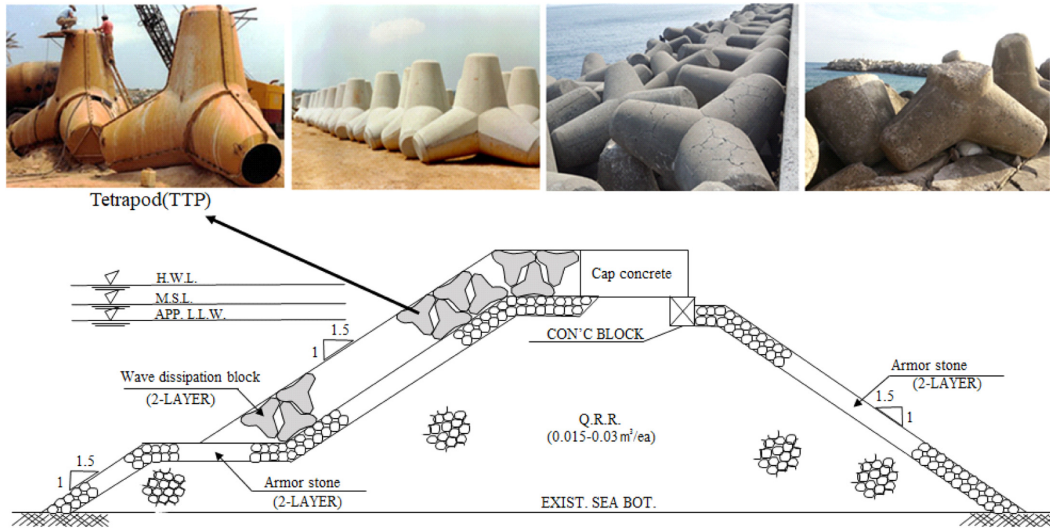 Tetrapod(TTP)
H.W.L.
M.S.L.
APP. L.L.W.
1.5
1
Cap concrete
CON'C BLOCK
Wave dissipation block
(2-LAYER)
Armor stone
(2-LAYER)
1.5
1
Q.R.R.
(0.015-0.03㎥/ea)
1.5
1
Armor stone
(2-LAYER)
EXIST. SEA BOT.